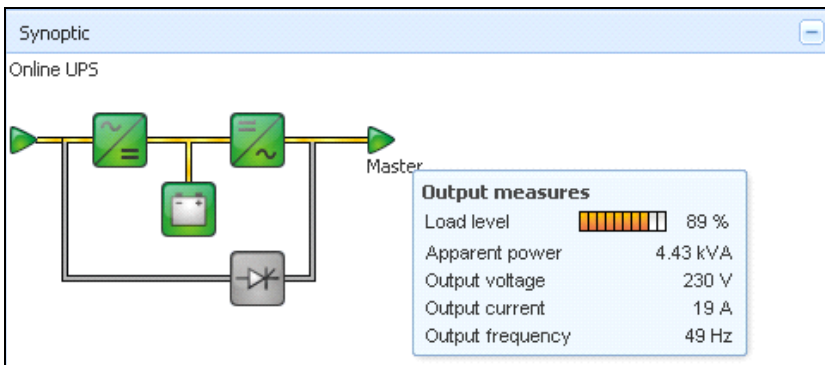 Synoptic
Online UPS
Master
Output measures
Load level 89 %
Apparent power 4.43 kVA
Output voltage 230 V
Output current 19 A
Output frequency 49 Hz